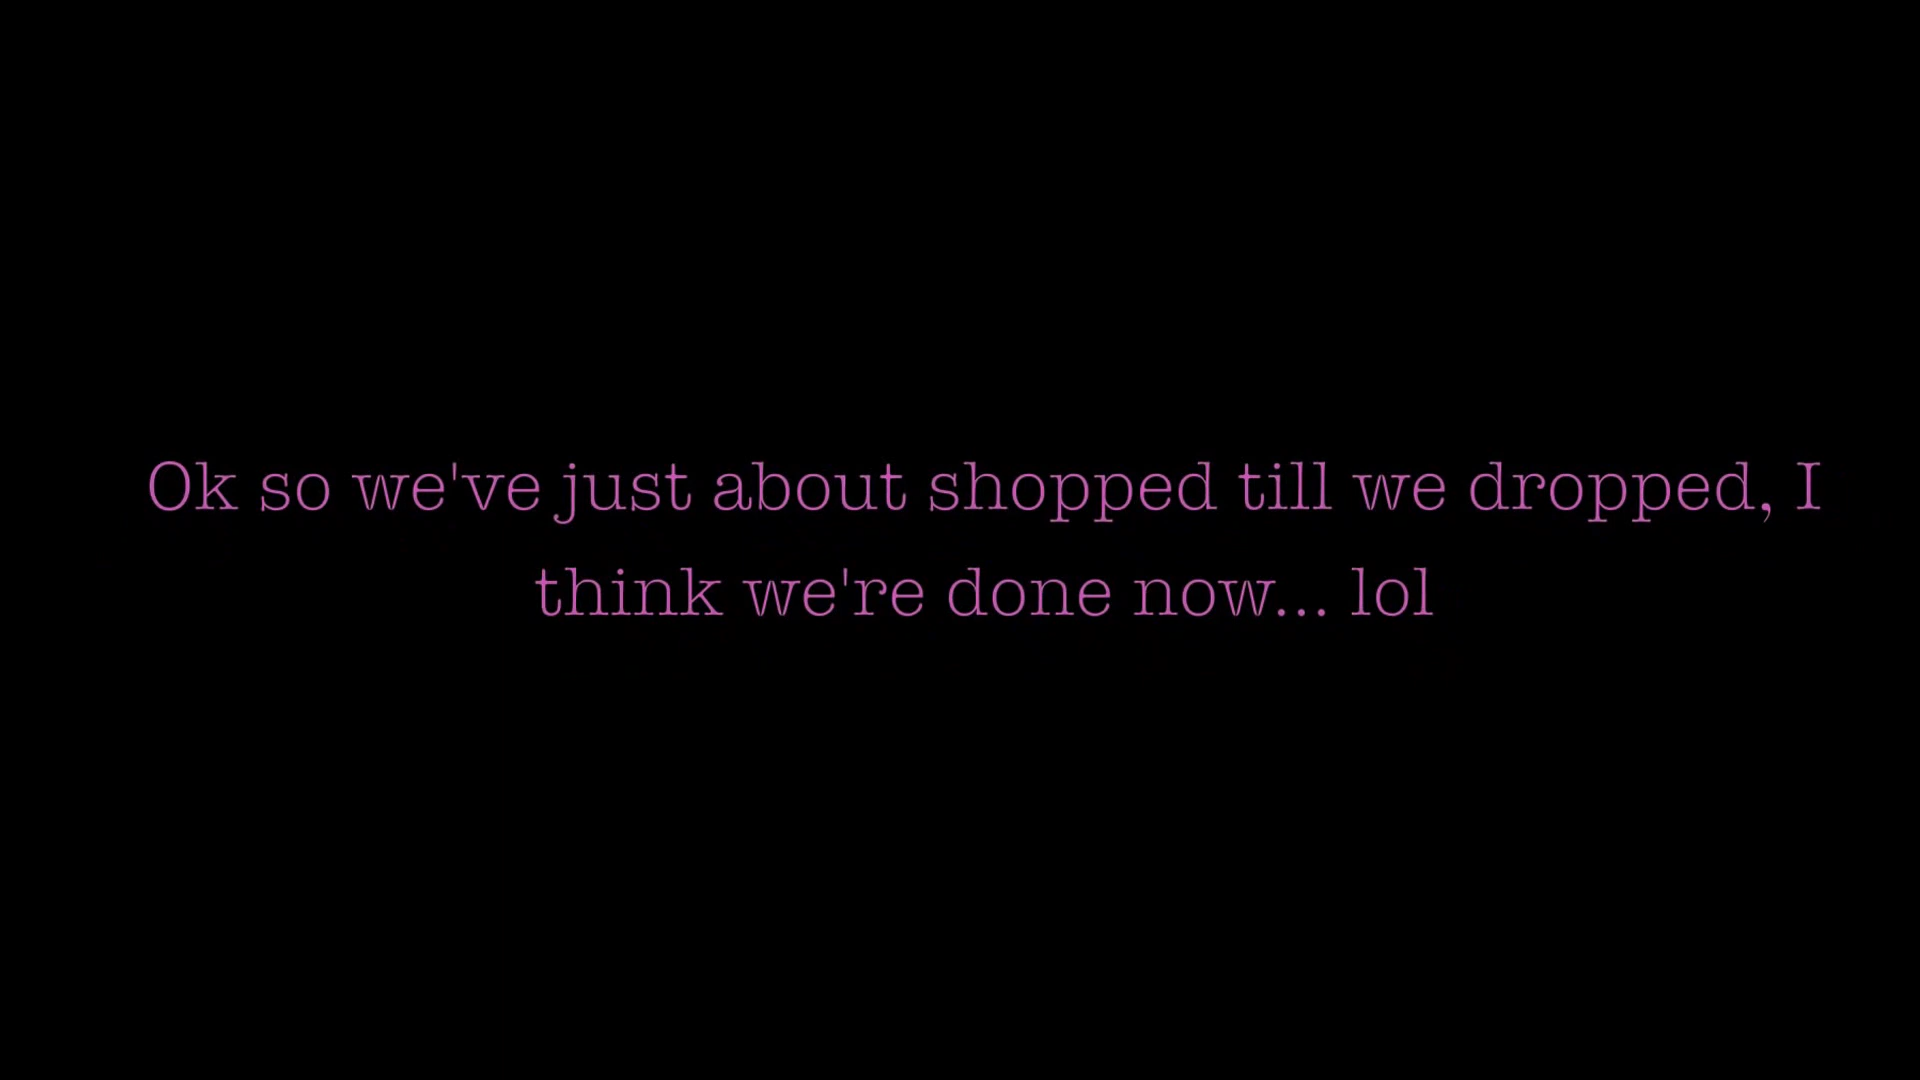 Ok so we've just about shopped till we dropped, I
think we're done now... lol